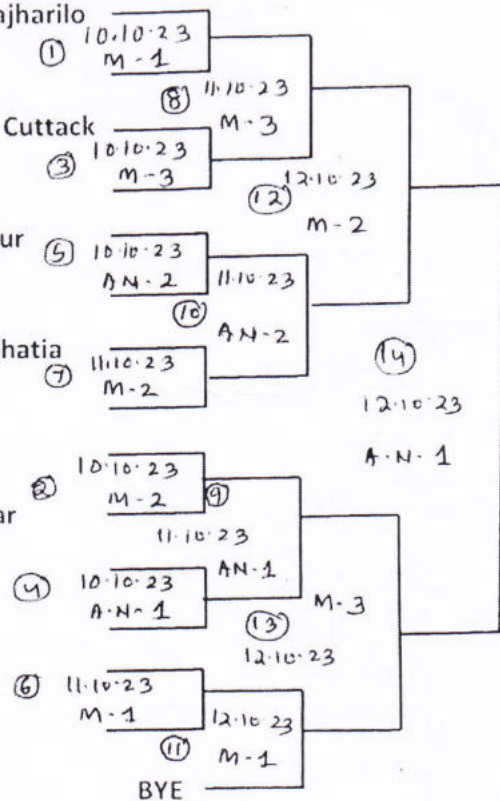 ajharilo
10.10.23
① M-1
⑧ 11.10.23
M-3
Cuttack
10.10.23
③ M-3
⑫ 12.10.23
M-2
ur
⑤ 10.10.23
AN-2
11.10.23
⑩ AN-2
hatia
⑦ 11.10.23
M-2
⑭
12.10.23
A.N-1
② 10.10.23
M-2
⑨
11.10.23
AN-1
ar
④ 10.10.23
A.N-1
M-3
⑬
12.10.23
⑥ 11.10.23
M-1
12.10.23
⑪ M-1
BYE